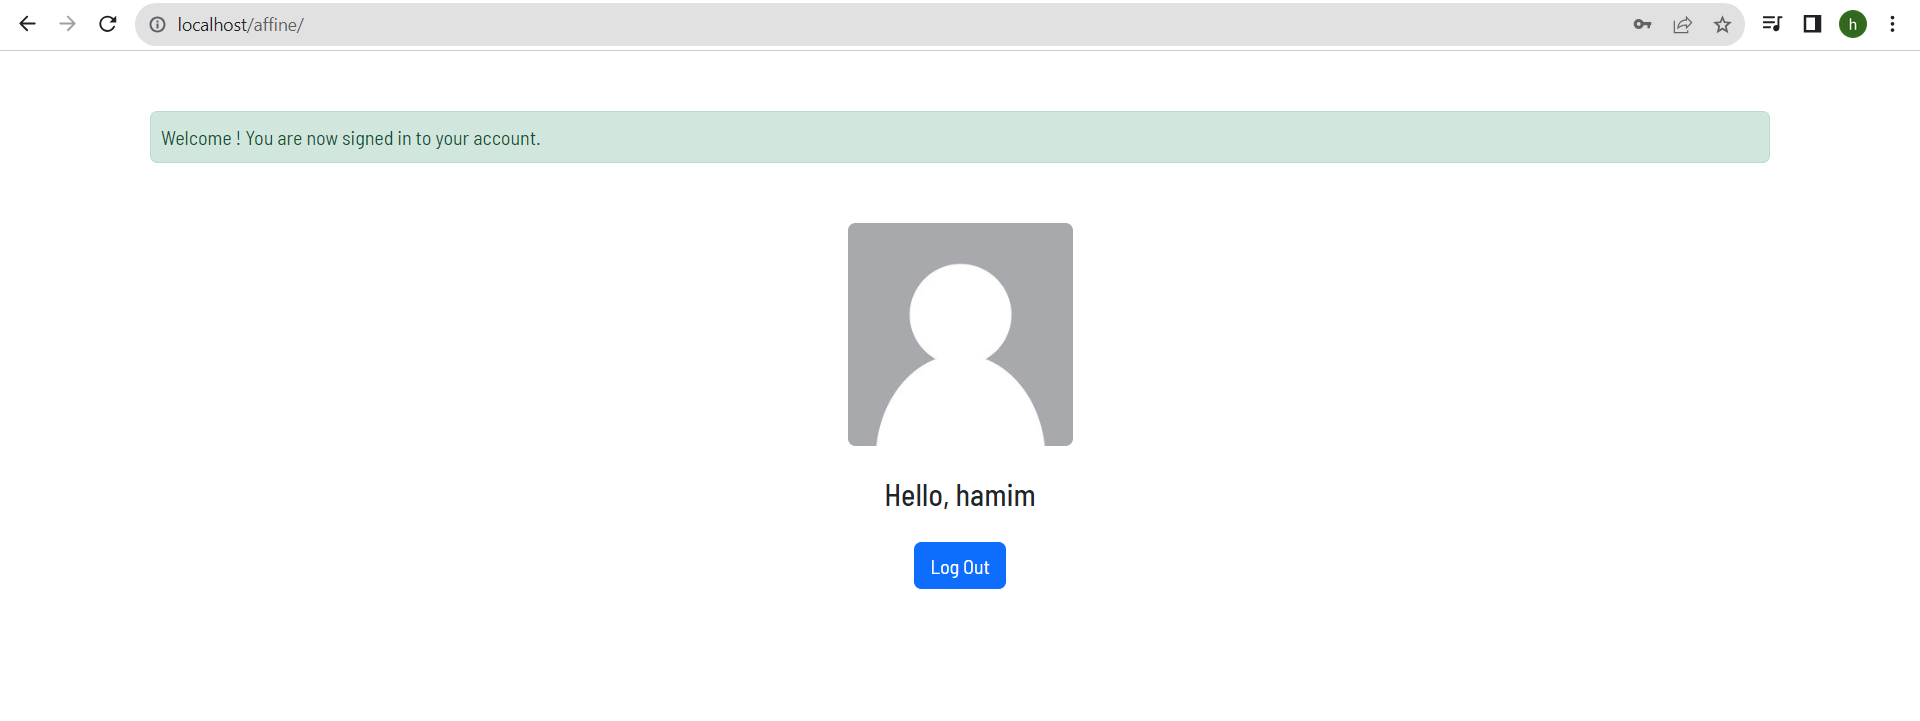 localhost/affine/
h
Welcome ! You are now signed in to your account.
Hello, hamim
Log Out